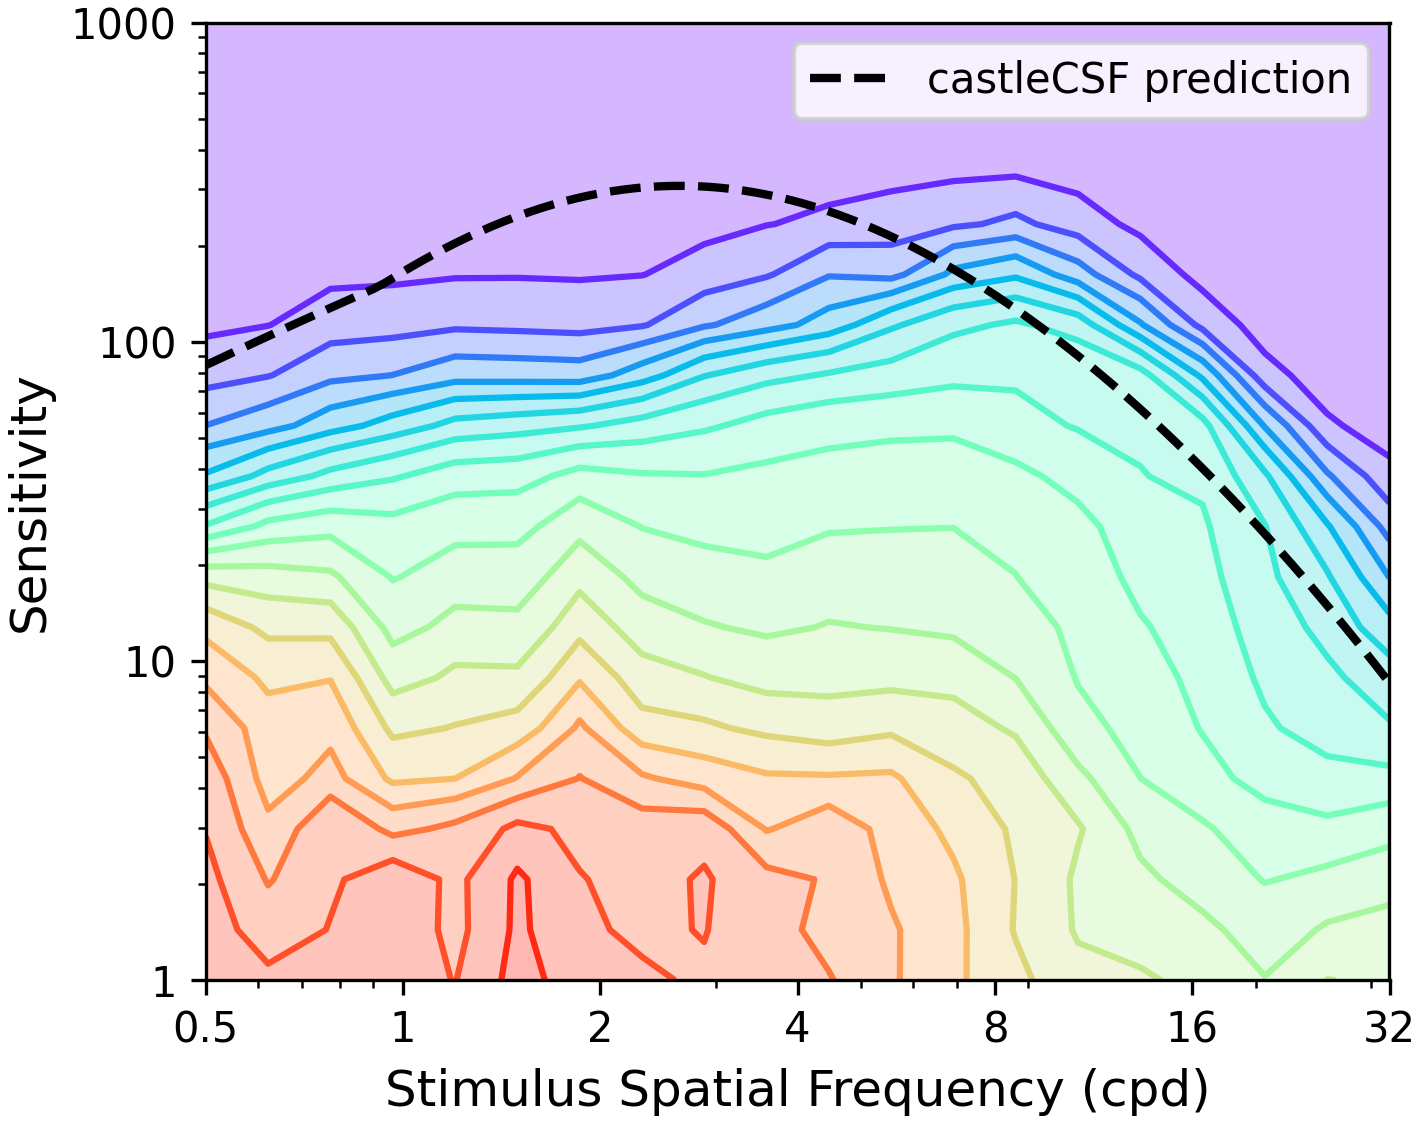 1000
castleCSF prediction
100
Sensitivity
10
1
0.5 1 2 4 8 16 32
Stimulus Spatial Frequency (cpd)